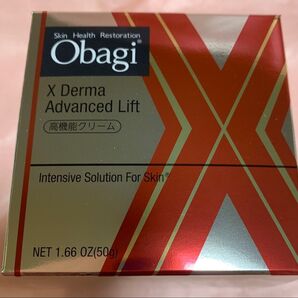 Skin Health Restoration
Obagi®
X Derma
Advanced Lift
高機能クリーム
Intensive Solution For Skin®
NET 1.66 OZ(50g)